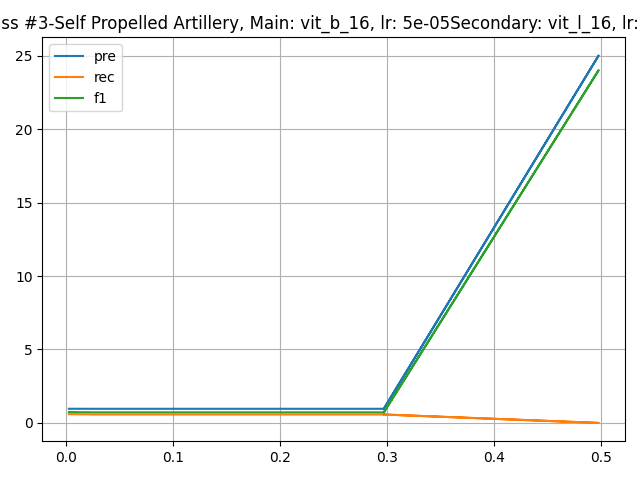 ss #3-Self Propelled Artillery, Main: vit_b_16, lr: 5e-05Secondary: vit_l_16, lr:
pre
rec
f1
25
20
15
10
5
0
0.0 0.1 0.2 0.3 0.4 0.5